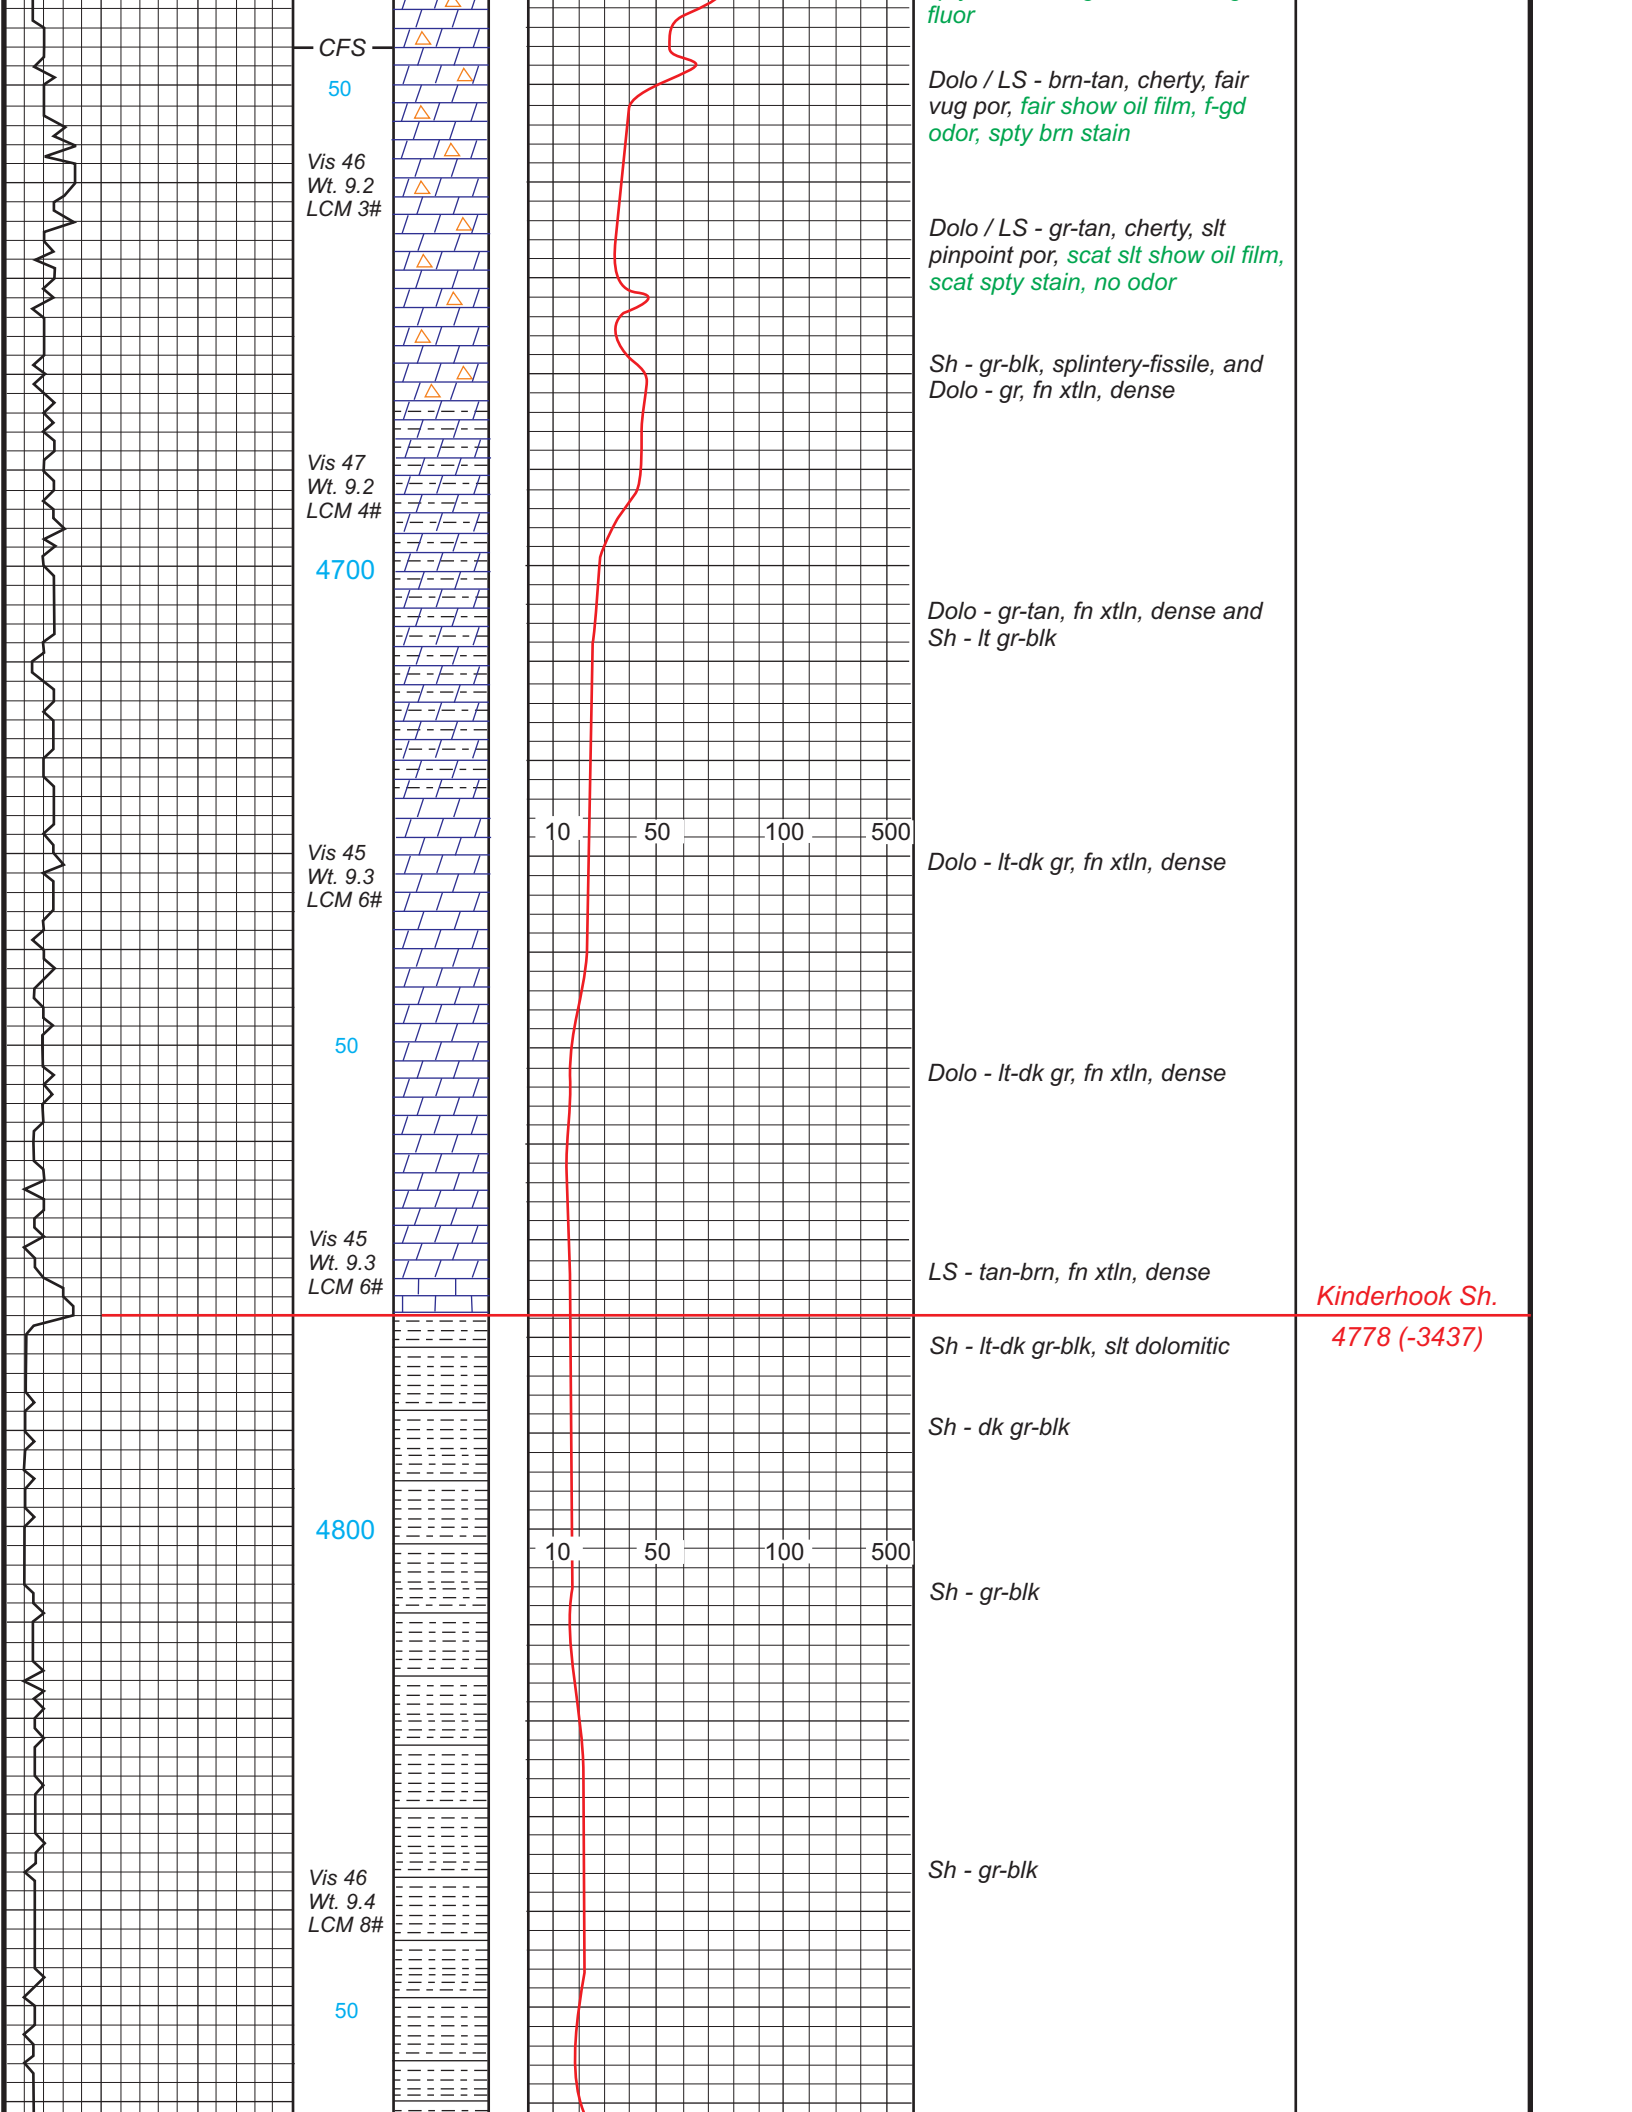 fluor
CFS
50
Dolo / LS - brn-tan, cherty, fair
vug por, fair show oil film, f-gd
odor, spty brn stain
Vis 46
Wt. 9.2
LCM 3#
Dolo / LS - gr-tan, cherty, slt
pinpoint por, scat slt show oil film,
scat spty stain, no odor
Sh - gr-blk, splintery-fissile, and
Dolo - gr, fn xtln, dense
Vis 47
Wt. 9.2
LCM 4#
4700
Dolo - gr-tan, fn xtln, dense and
Sh - lt gr-blk
10 50 100 500
Vis 45
Wt. 9.3
LCM 6#
Dolo - lt-dk gr, fn xtln, dense
50
Dolo - lt-dk gr, fn xtln, dense
Vis 45
Wt. 9.3
LCM 6#
LS - tan-brn, fn xtln, dense
Kinderhook Sh.
4778 (-3437)
Sh - lt-dk gr-blk, slt dolomitic
Sh - dk gr-blk
4800
10 50 100 500
Sh - gr-blk
Vis 46
Wt. 9.4
LCM 8#
Sh - gr-blk
50